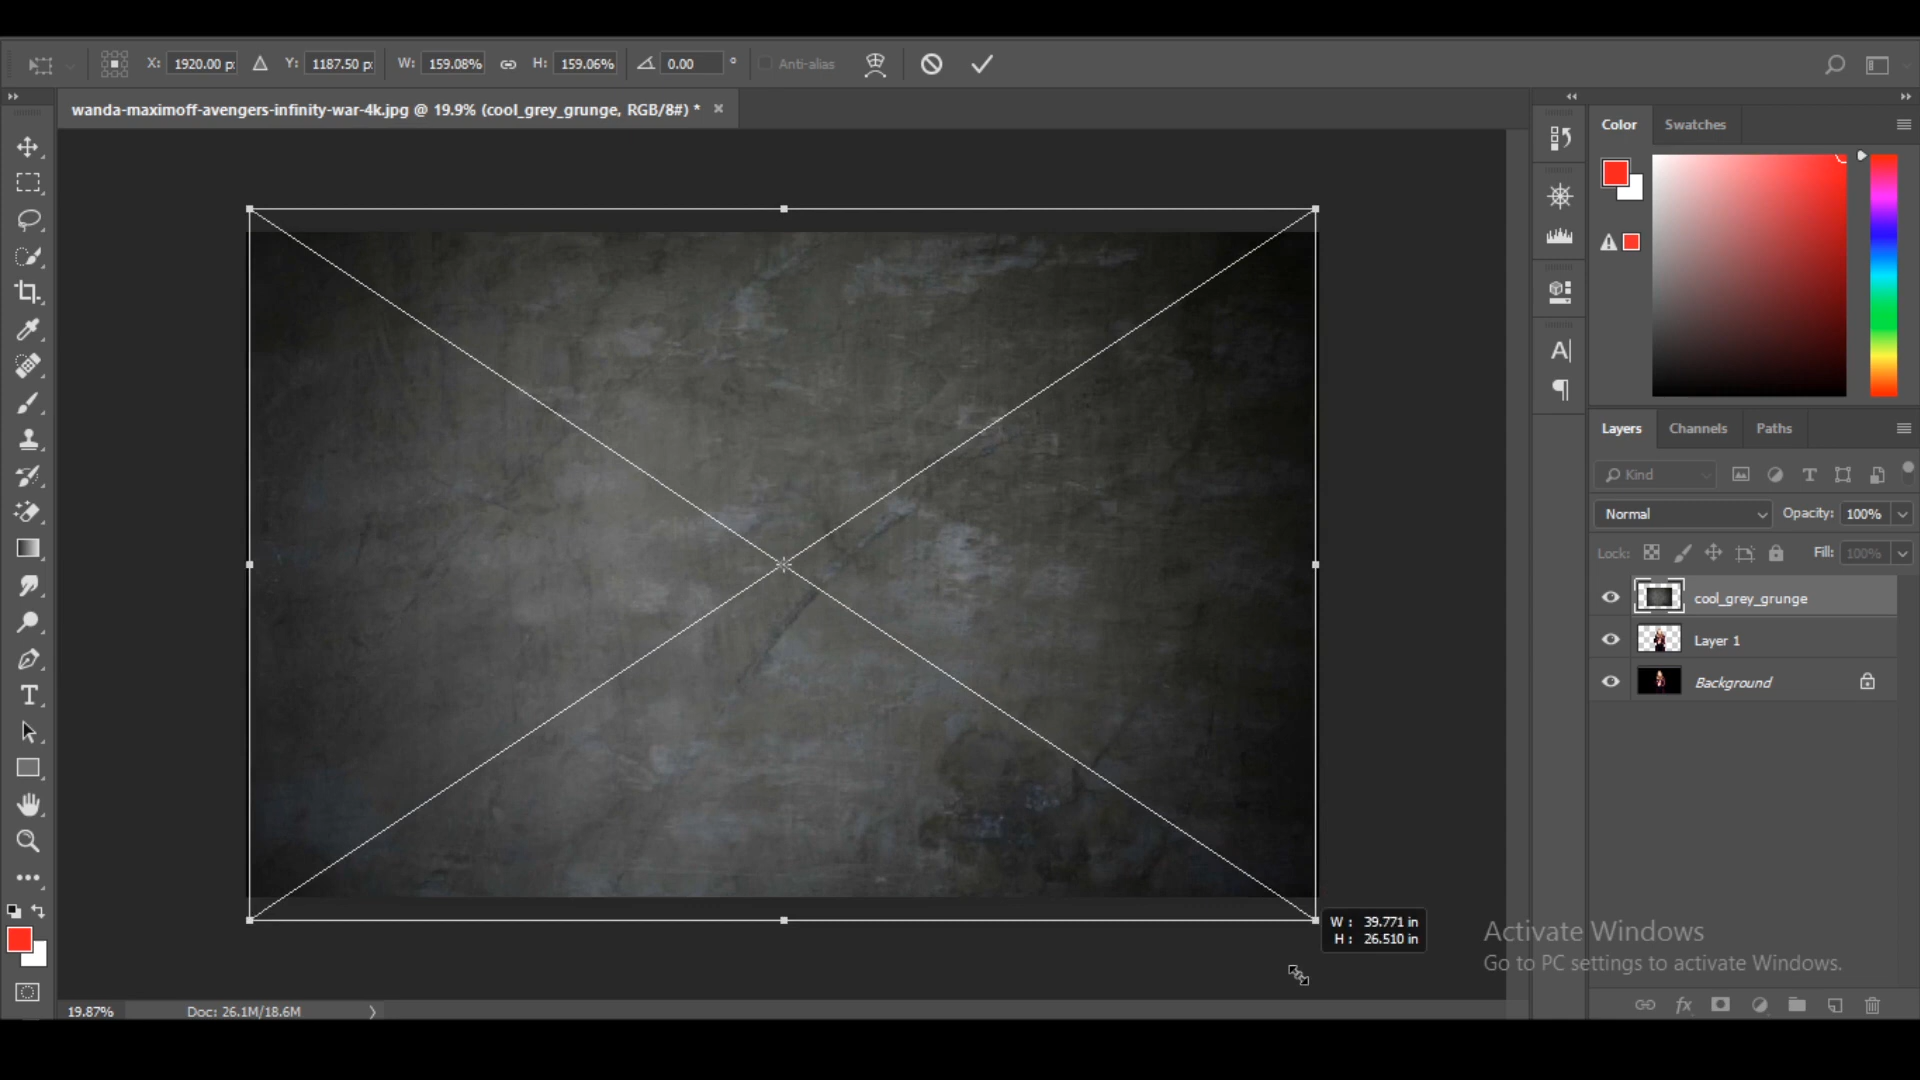 X: 1920.00 p: Y: 1187.50 p: W: 159.08% H: 159.06% 0.00 ° Anti-alias
wanda-maximoff-avengers-infinity-war-4k.jpg @ 19.9% (cool_grey_grunge, RGB/8#) * ×
Color Swatches
Layers Channels Paths
Kind
Normal Opacity: 100%
Lock: Fill: 100%
cool_grey_grunge
Layer 1
Background
W : 39.771 in
H : 26.510 in
Activate Windows
Go to PC settings to activate Windows.
19.87% Doc: 26.1M/18.6M